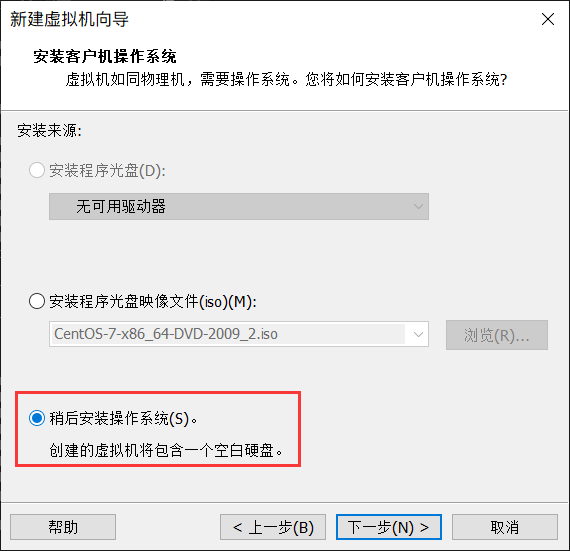 新建虚拟机向导
安装客户机操作系统
虚拟机如同物理机，需要操作系统。您将如何安装客户机操作系统?
安装来源:
安装程序光盘(D):
无可用驱动器
安装程序光盘映像文件(iso)(M):
CentOS-7-x86_64-DVD-2009_2.iso
浏览(R)...
稍后安装操作系统(S)。
创建的虚拟机将包含一个空白硬盘。
帮助
< 上一步(B)
下一步(N) >
取消